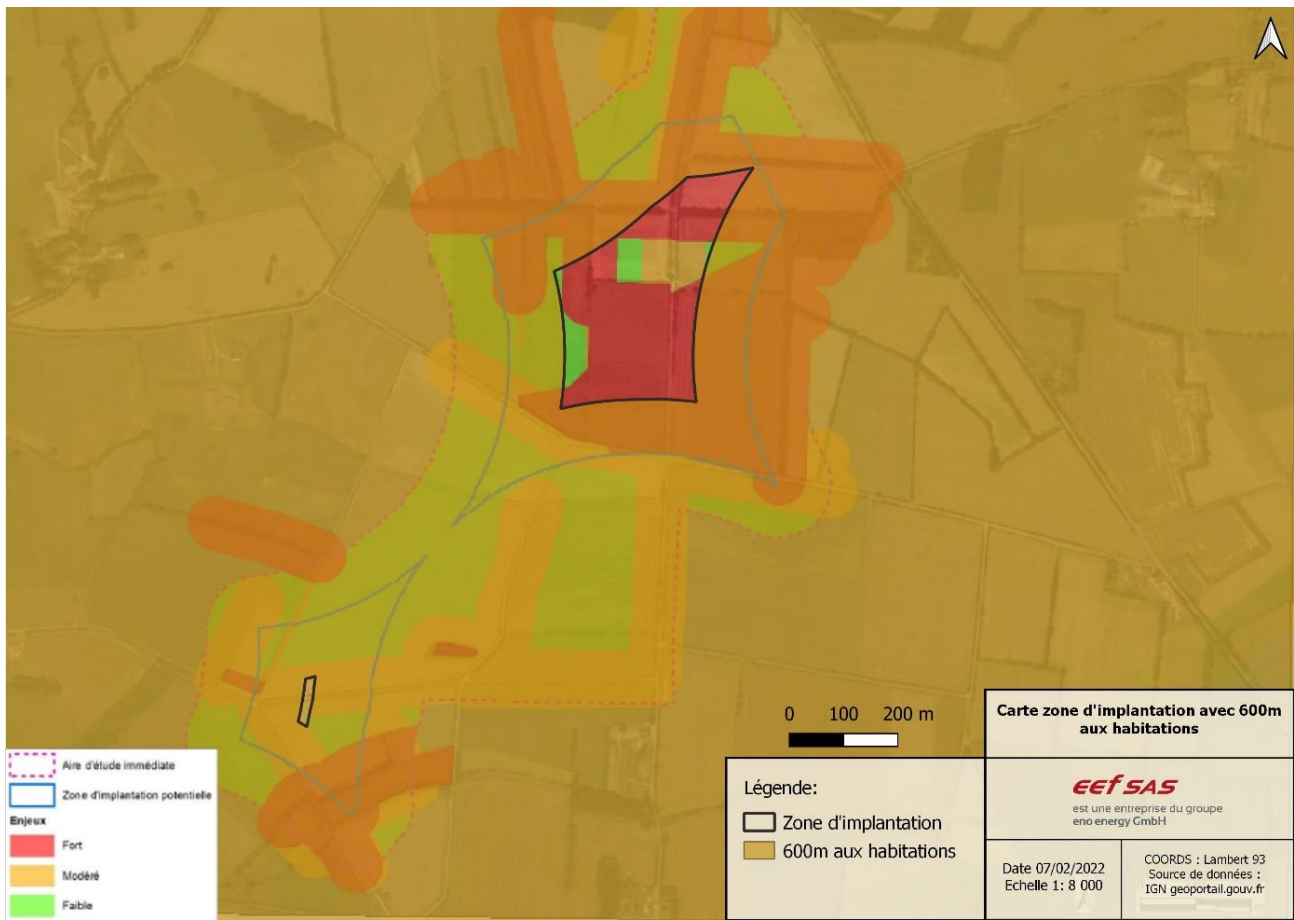 0 100 200 m
Carte zone d'implantation avec 600m
aux habitations
Légende:
Zone d'implantation
600m aux habitations
eef SAS
est une entreprise du groupe
eno energy GmbH
Date 07/02/2022
Echelle 1: 8 000
COORDS : Lambert 93
Source de données :
IGN geoportail.gouv.fr
Aire d'étude immédiate
Zone d'implantation potentielle
Enjeux
Fort
Modéré
Faible